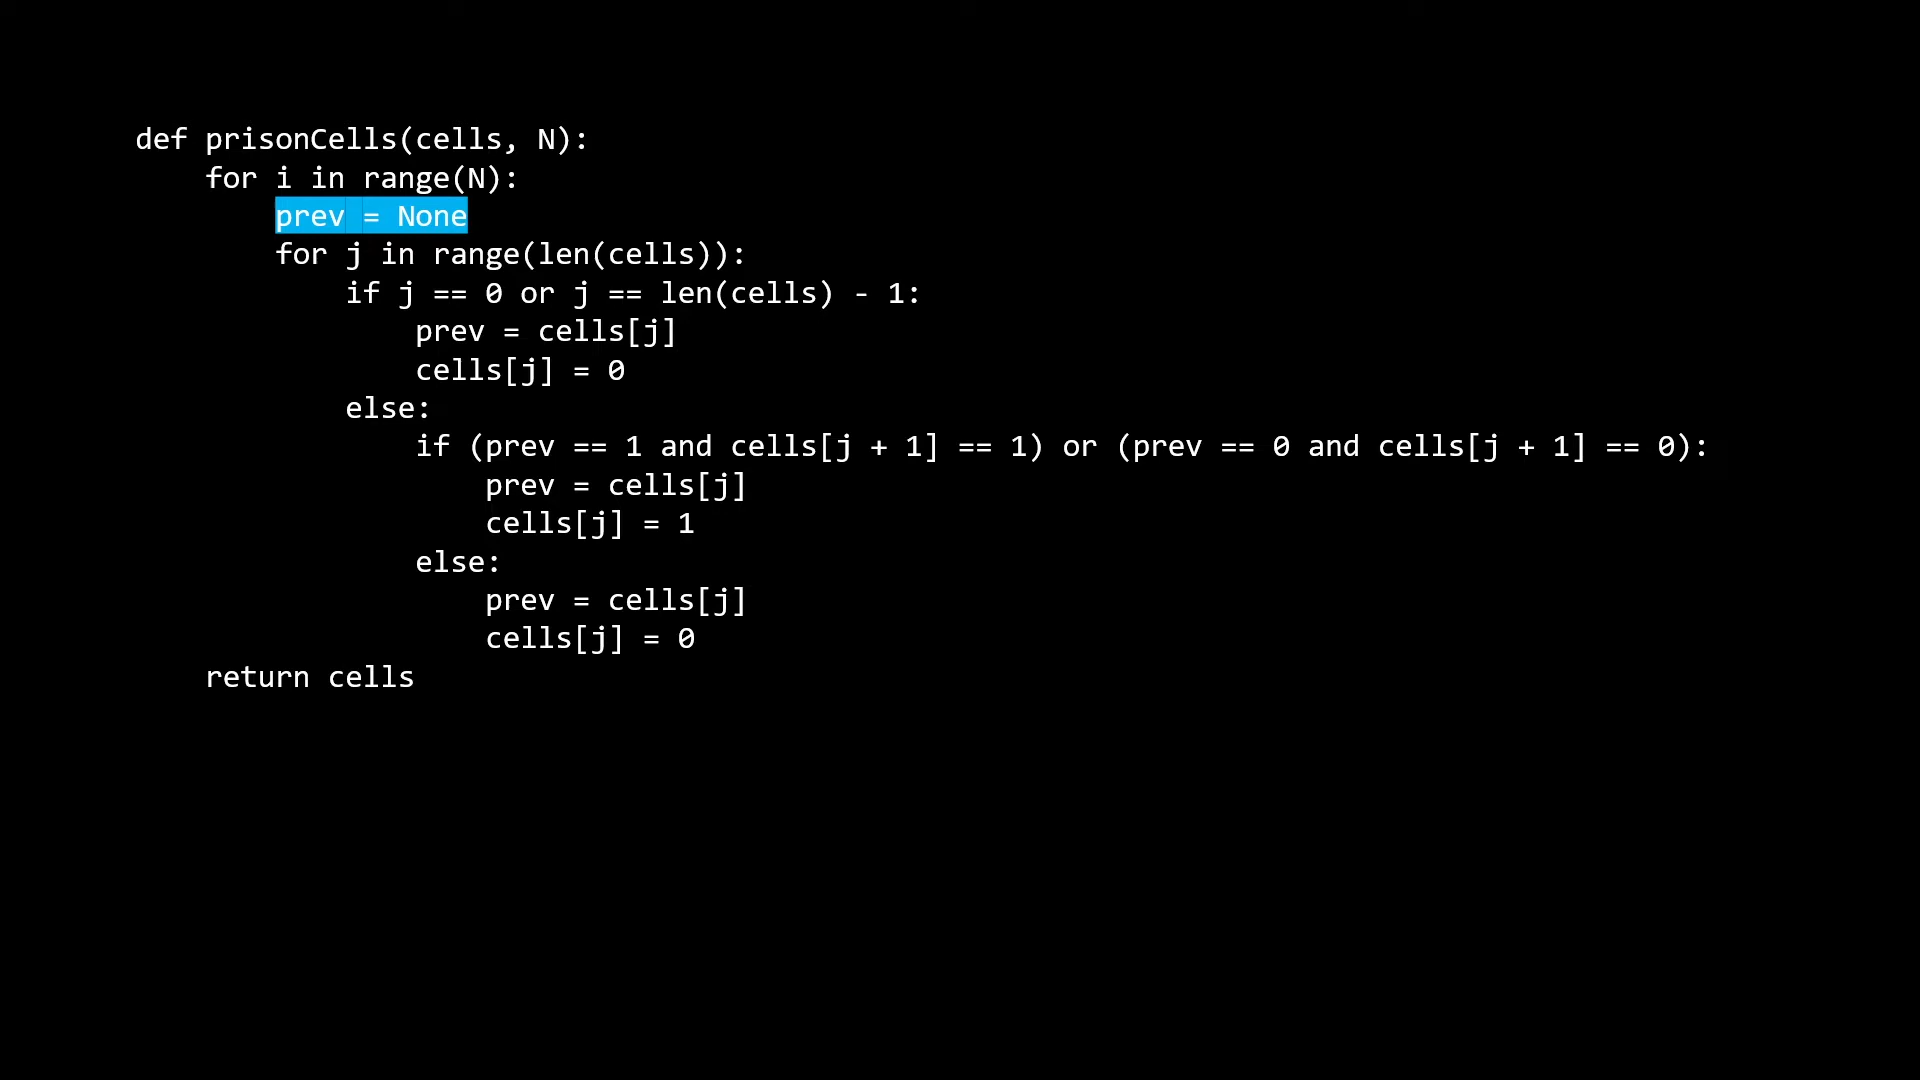 def prisonCells(cells, N):
    for i in range(N):
        prev = None
        for j in range(len(cells)):
            if j == 0 or j == len(cells) - 1:
                prev = cells[j]
                cells[j] = 0
            else:
                if (prev == 1 and cells[j + 1] == 1) or (prev == 0 and cells[j + 1] == 0):
                    prev = cells[j]
                    cells[j] = 1
                else:
                    prev = cells[j]
                    cells[j] = 0
    return cells